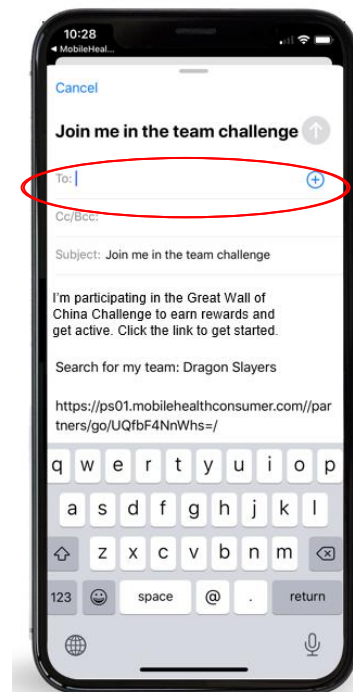 10:28
MobileHeal...
Cancel
Join me in the team challenge
To:
Cc/Bcc:
Subject: Join me in the team challenge
I'm participating in the Great Wall of
China Challenge to earn rewards and
get active. Click the link to get started.
Search for my team: Dragon Slayers
https://ps01.mobilehealthconsumer.com//par
tners/go/UQfbF4NnWhs=/
q w e r t y u i o p
a s d f g h j k l
z x c v b n m
123 space @ . return